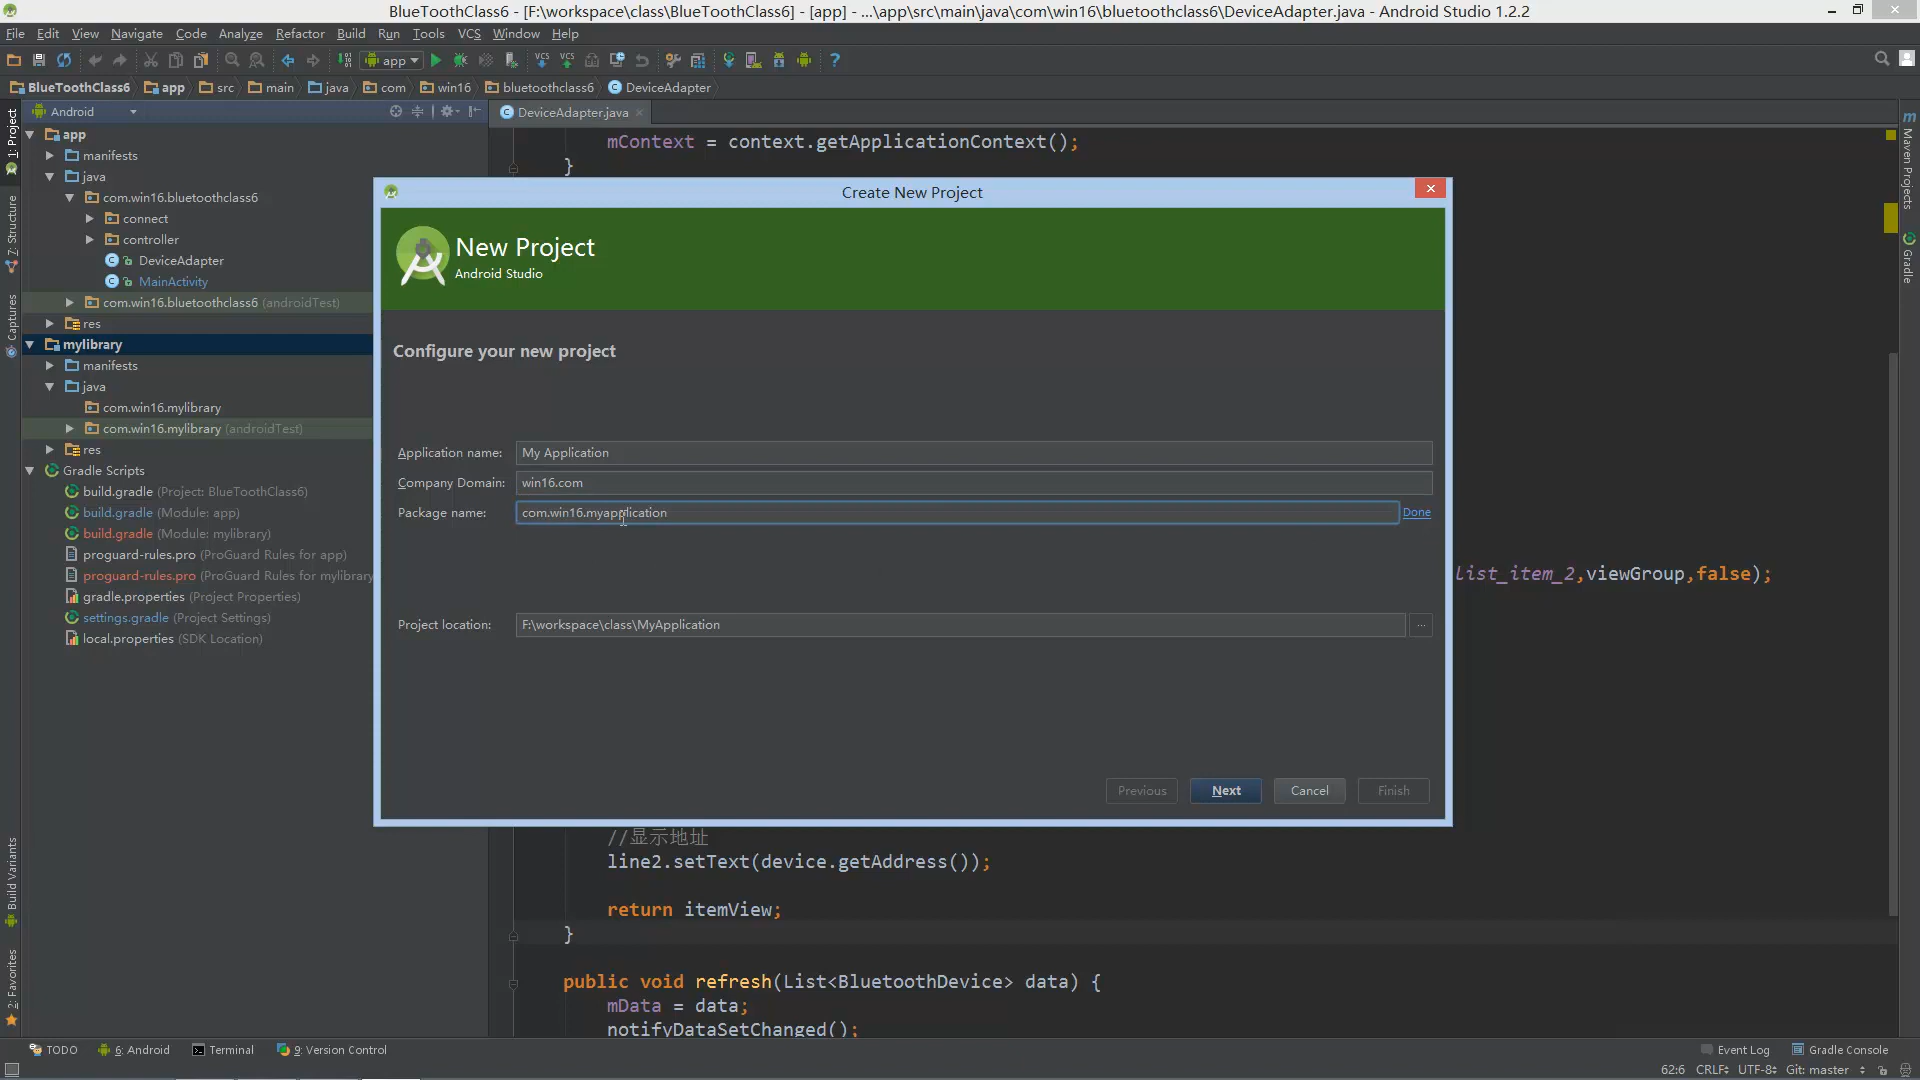 BlueToothClass6 - [F:\workspace\class\BlueToothClass6] - [app] - ...\app\src\main\java\com\win16\bluetoothclass6\DeviceAdapter.java - Android Studio 1.2.2
File Edit View Navigate Code Analyze Refactor Build Run Tools VCS Window Help
app
BlueToothClass6 app src main java com win16 bluetoothclass6 DeviceAdapter
Android
DeviceAdapter.java
1: Project
7: Structure
Captures
Build Variants
2: Favorites
app
manifests
java
com.win16.bluetoothclass6
connect
controller
DeviceAdapter
MainActivity
com.win16.bluetoothclass6 (androidTest)
res
mylibrary
manifests
java
com.win16.mylibrary
com.win16.mylibrary (androidTest)
res
Gradle Scripts
build.gradle (Project: BlueToothClass6)
build.gradle (Module: app)
build.gradle (Module: mylibrary)
proguard-rules.pro (ProGuard Rules for app)
proguard-rules.pro (ProGuard Rules for mylibrary
gradle.properties (Project Properties)
settings.gradle (Project Settings)
local.properties (SDK Location)
mContext = context.getApplicationContext();
}
Create New Project
New Project
Android Studio
Configure your new project
Application name: My Application
Company Domain: win16.com
Package name: com.win16.myapplication Done
Project location: F:\workspace\class\MyApplication ...
Previous Next Cancel Finish
list_item_2,viewGroup,false);
//显示地址
line2.setText(device.getAddress());
return itemView;
}
public void refresh(List<BluetoothDevice> data) {
mData = data;
notifyDataSetChanged();
Maven Projects
Gradle
TODO 6: Android Terminal 9: Version Control Event Log Gradle Console
62:6 CRLF UTF-8 Git: master